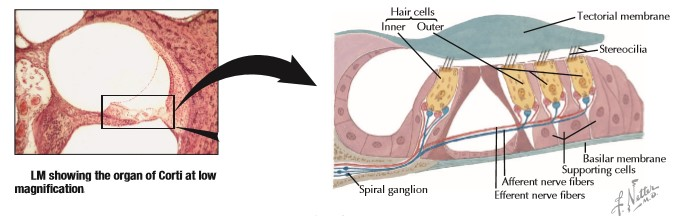 Hair cells
Inner Outer
Tectorial membrane
Stereocilia
Basilar membrane
Supporting cells
Afferent nerve fibers
Efferent nerve fibers
Spiral ganglion
LM showing the organ of Corti at low
magnification
F. Netter
M.D.